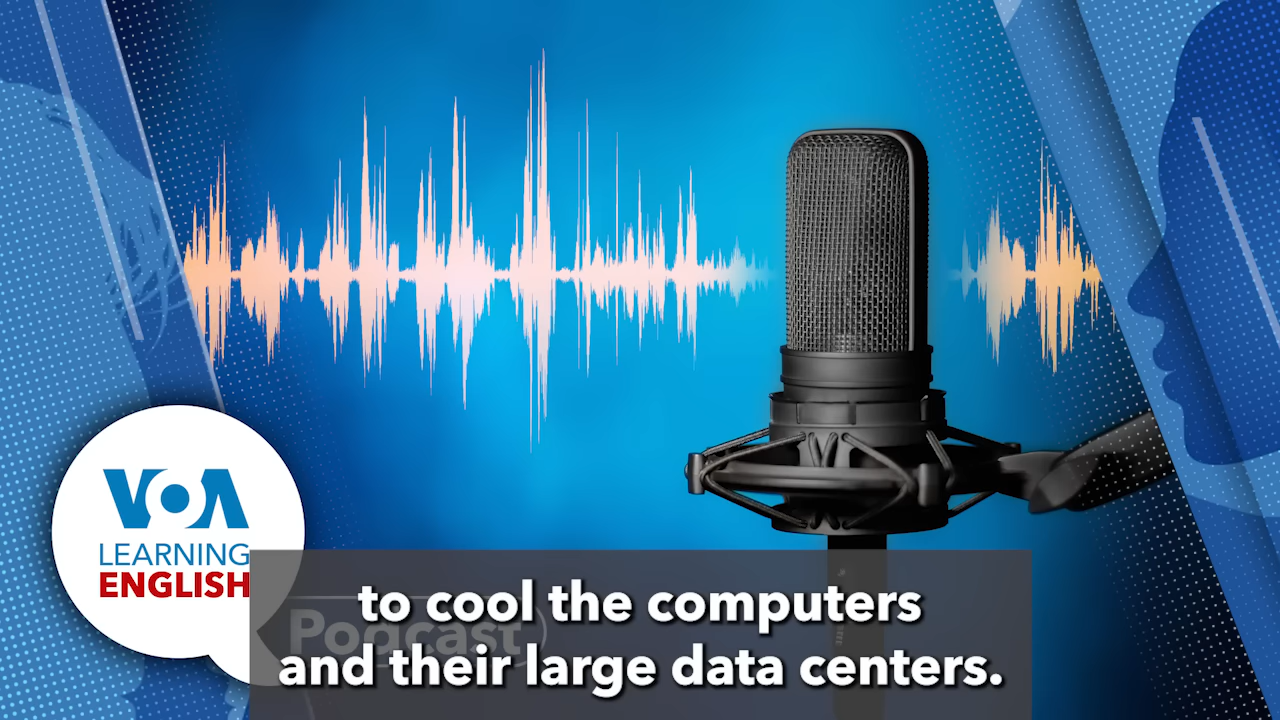 VOA
LEARNING
ENGLISH
Podcast
to cool the computers
and their large data centers.